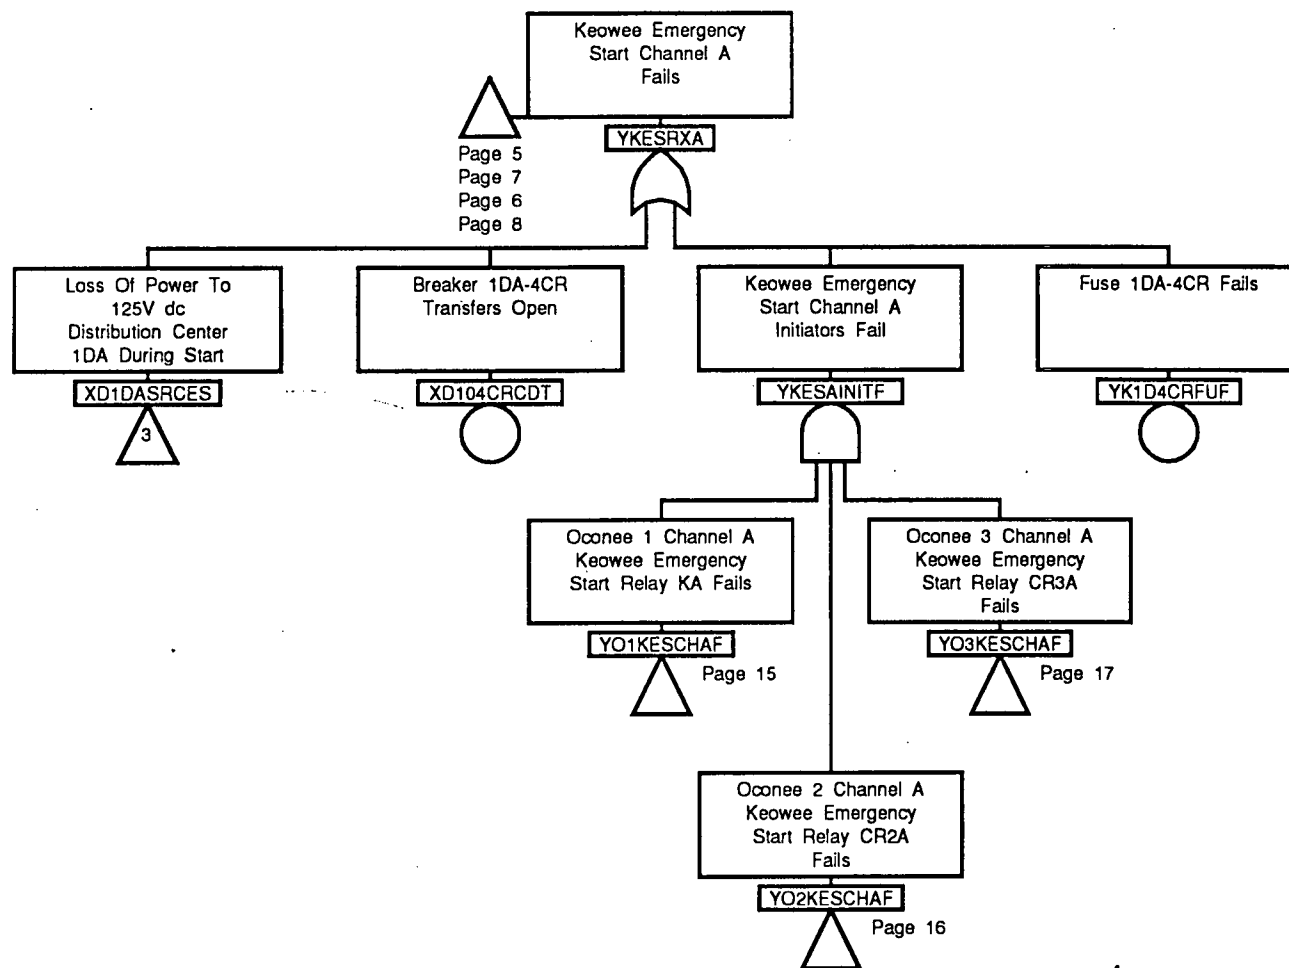 Keowee Emergency
Start Channel A
Fails
YKESRXA
Page 5
Page 7
Page 6
Page 8
Loss Of Power To
125V dc
Distribution Center
1DA During Start
XD1DASRCES
3
Breaker 1DA-4CR
Transfers Open
XD104CRCDT
Keowee Emergency
Start Channel A
Initiators Fail
YKESAINITF
Fuse 1DA-4CR Fails
YK1D4CRFUF
Oconee 1 Channel A
Keowee Emergency
Start Relay KA Fails
YO1KESCHAF
Page 15
Oconee 3 Channel A
Keowee Emergency
Start Relay CR3A
Fails
YO3KESCHAF
Page 17
Oconee 2 Channel A
Keowee Emergency
Start Relay CR2A
Fails
YO2KESCHAF
Page 16